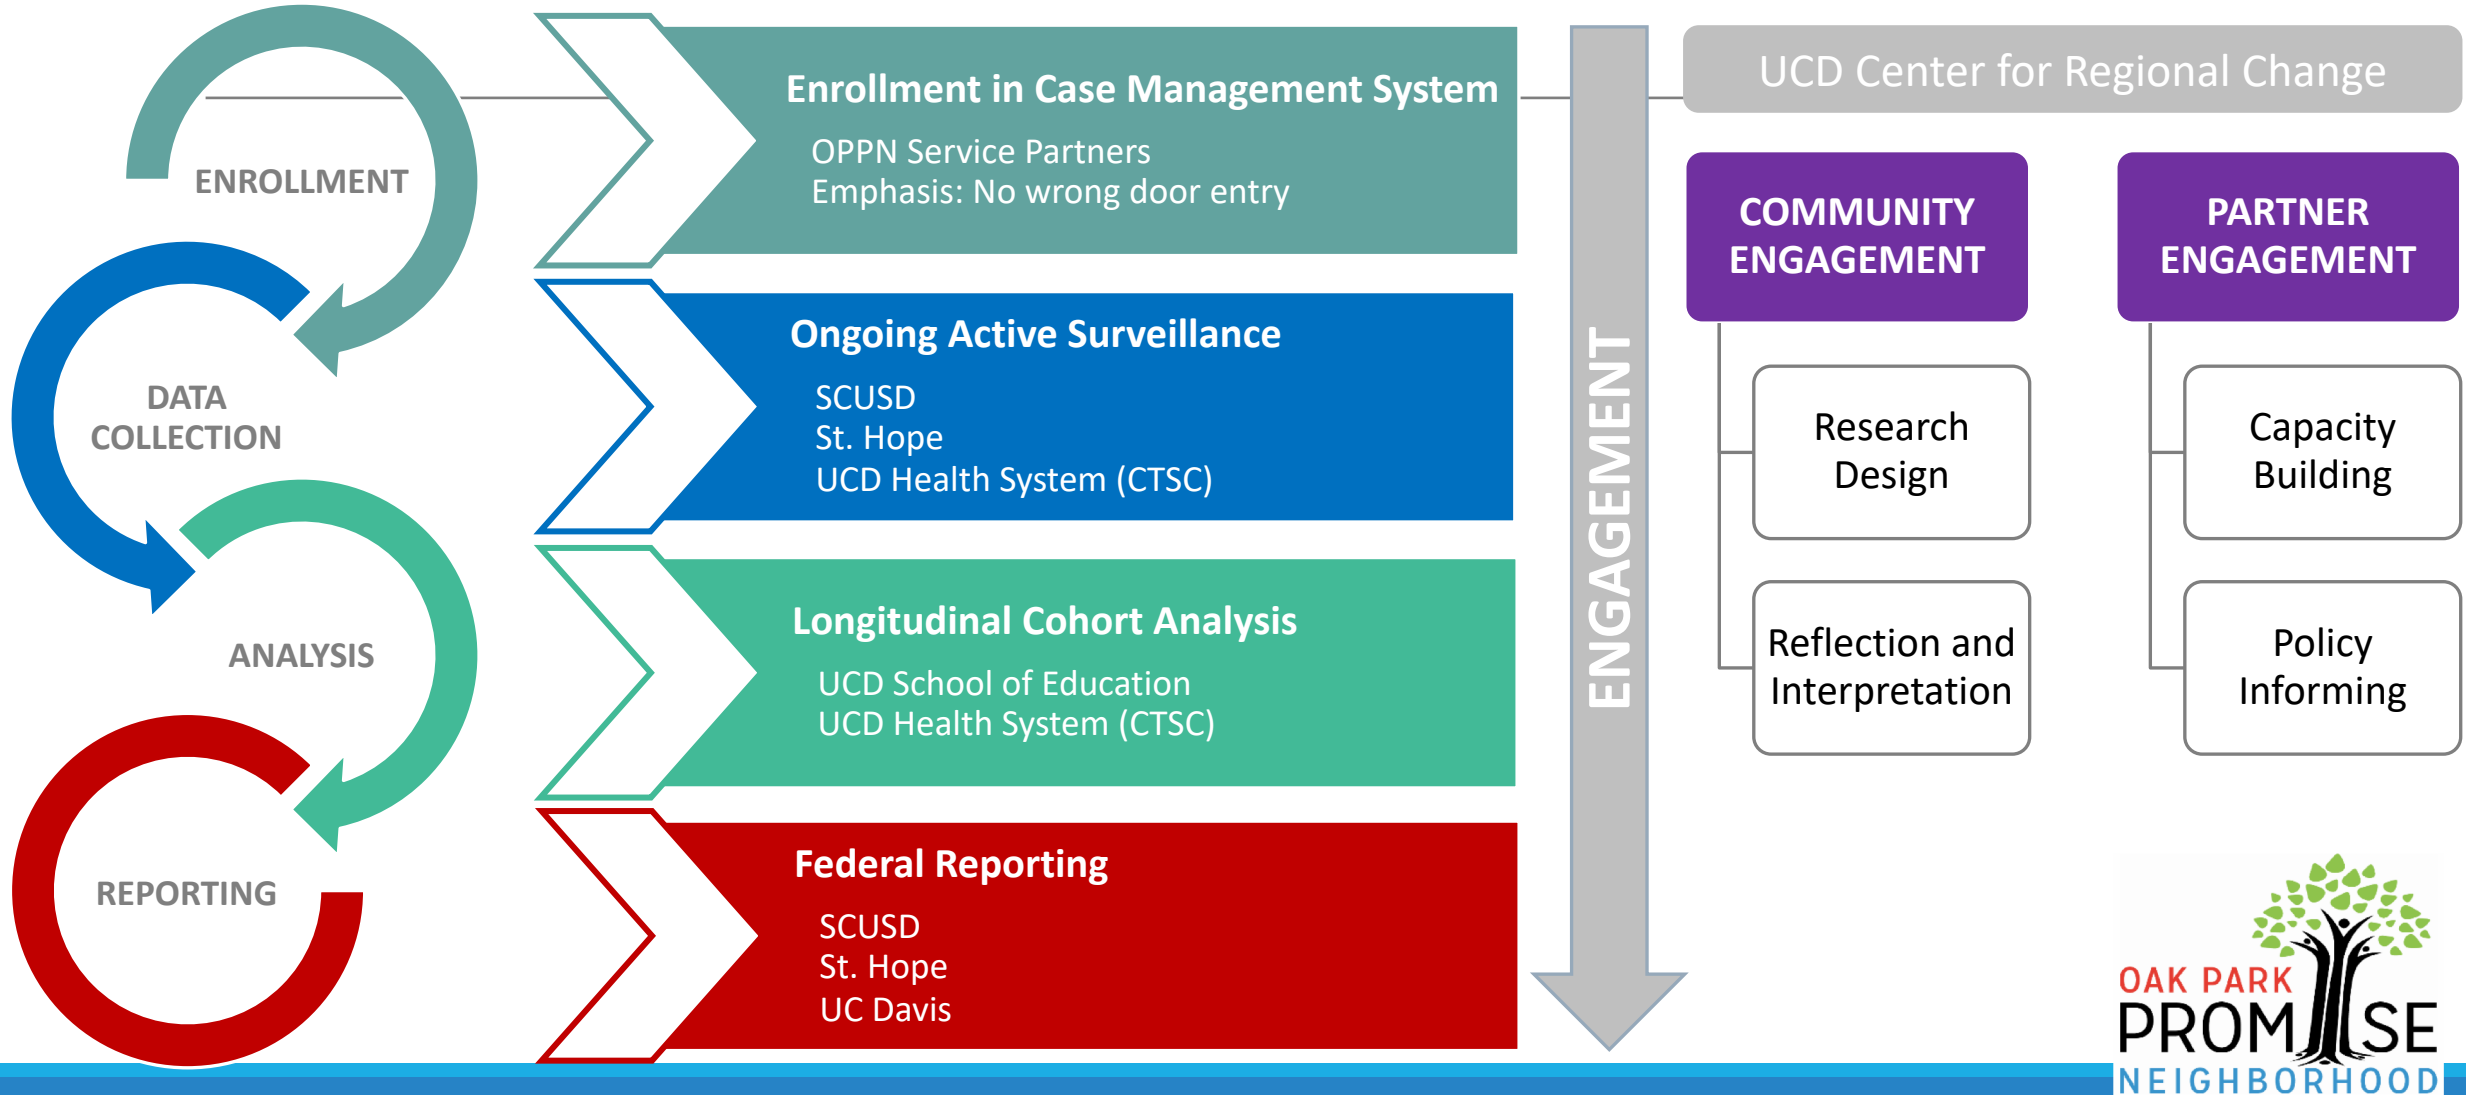 ENROLLMENT
DATA
COLLECTION
ANALYSIS
REPORTING
Enrollment in Case Management System
OPPN Service Partners
Emphasis: No wrong door entry
Ongoing Active Surveillance
SCUSD
St. Hope
UCD Health System (CTSC)
Longitudinal Cohort Analysis
UCD School of Education
UCD Health System (CTSC)
Federal Reporting
SCUSD
St. Hope
UC Davis
ENGAGEMENT
UCD Center for Regional Change
COMMUNITY
ENGAGEMENT
Research
Design
Reflection and
Interpretation
PARTNER
ENGAGEMENT
Capacity
Building
Policy
Informing
OAK PARK
PROMISE
NEIGHBORHOOD